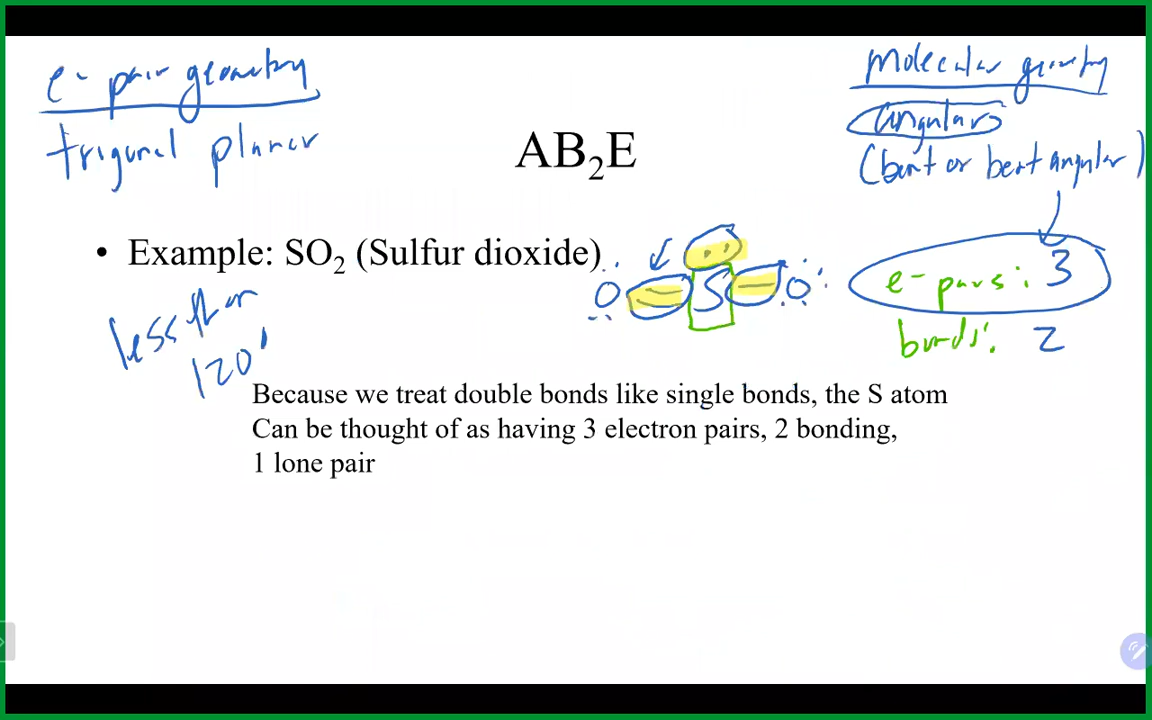 e- pair geometry
trigonal planar
molecular geometry
angular
(bent or bent angular)
AB₂E
• Example: SO₂ (Sulfur dioxide)
O S O
e- pairs: 3
bonds: 2
less than
120°
Because we treat double bonds like single bonds, the S atom
Can be thought of as having 3 electron pairs, 2 bonding,
1 lone pair